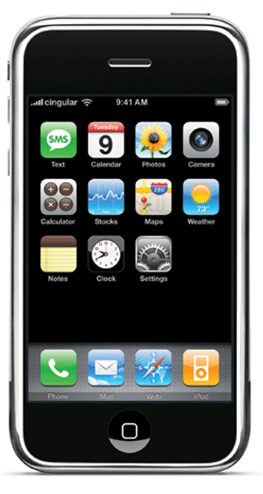 cingular 9:41 AM
SMS Tuesday 9 280 73°
Text Calendar Photos Camera
Calculator Stocks Maps Weather
Notes Clock Settings
Phone Mail Web iPod